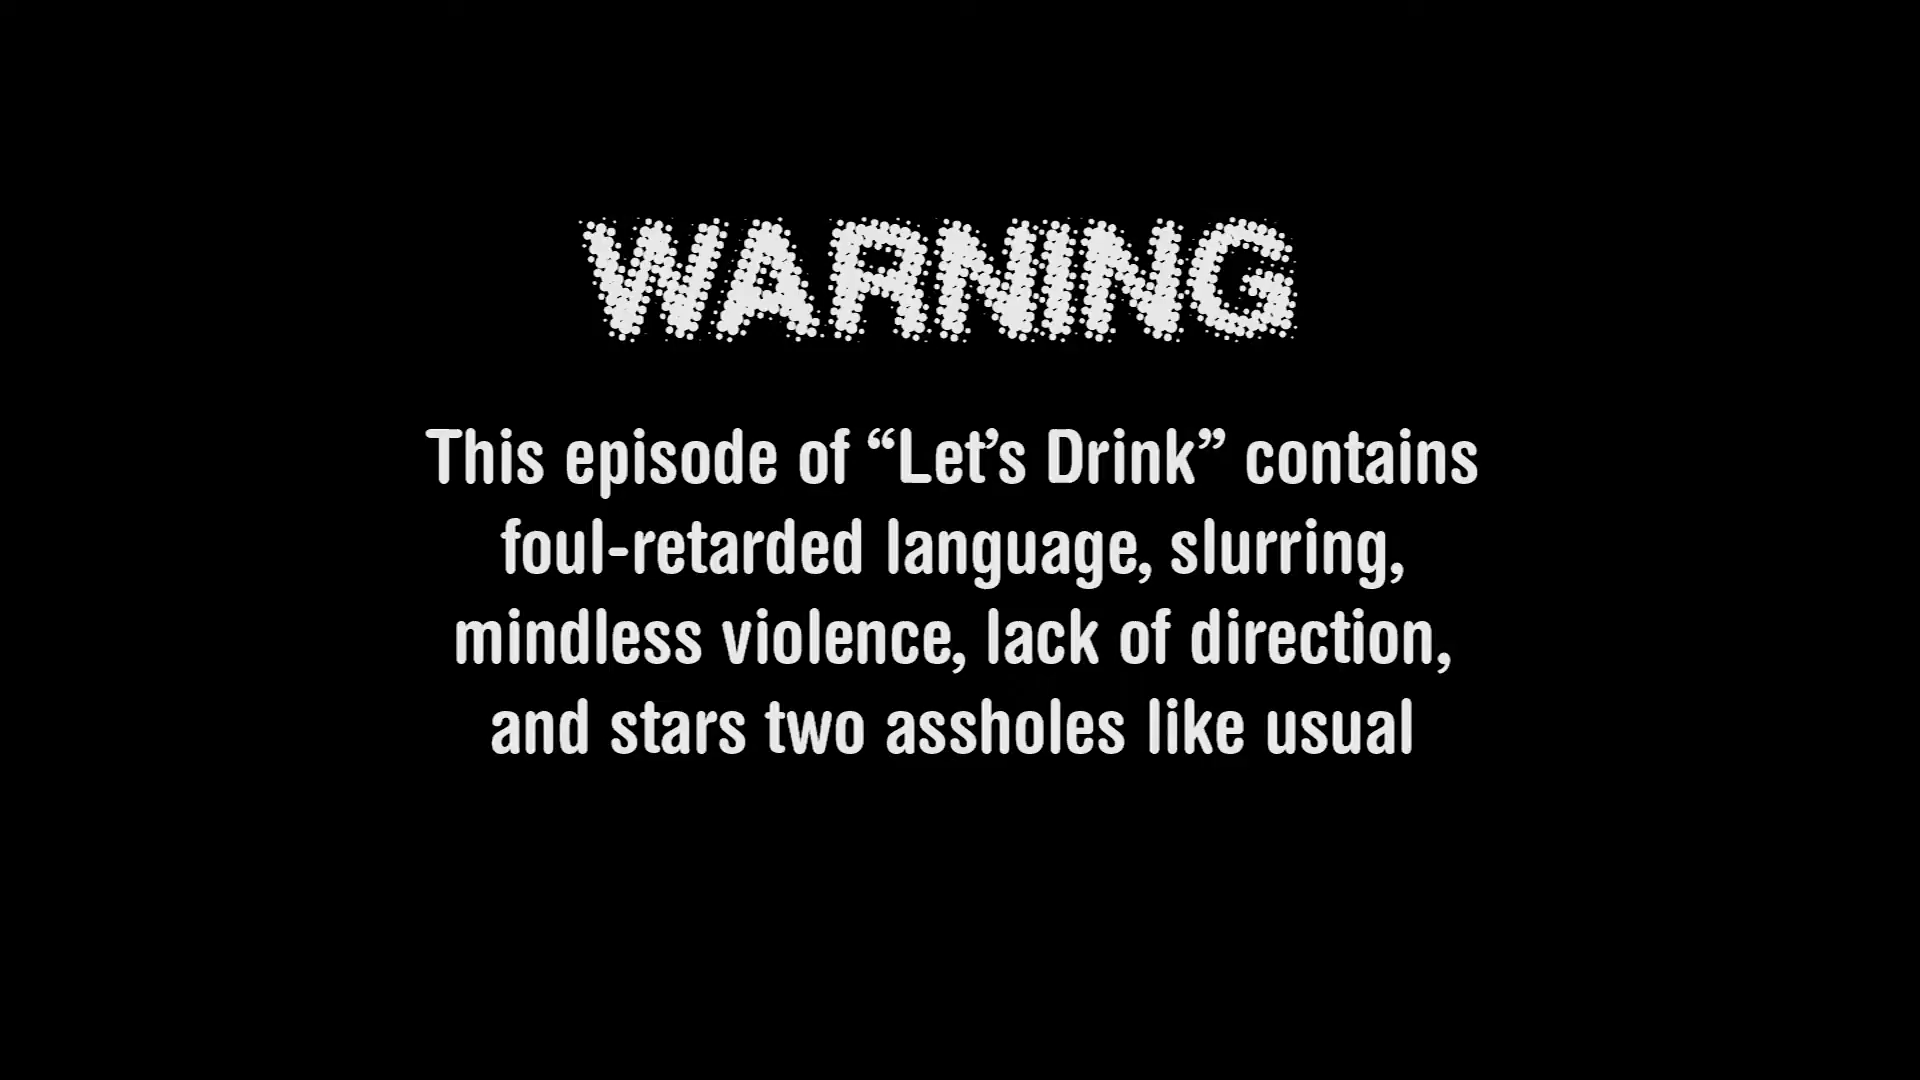 WARNING
This episode of “Let’s Drink” contains
foul-retarded language, slurring,
mindless violence, lack of direction,
and stars two assholes like usual